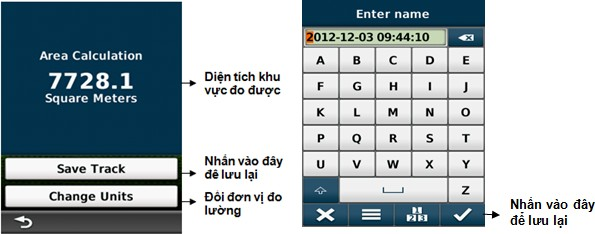 Area Calculation
7728.1
Square Meters
Save Track
Change Units
Diện tích khu
vực đo được
Nhấn vào đây
để lưu lại
Đổi đơn vị đo
lường
Enter name
2012-12-03 09:44:10
A B C D E
F G H I J
K L M N O
P Q R S T
U V W X Y
Z
Nhấn vào đây
để lưu lại